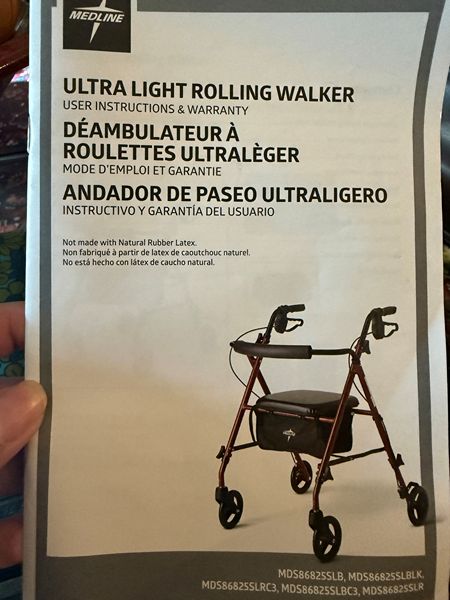 MEDLINE
ULTRA LIGHT ROLLING WALKER
USER INSTRUCTIONS & WARRANTY
DÉAMBULATEUR À
ROULETTES ULTRALÈGER
MODE D'EMPLOI ET GARANTIE
ANDADOR DE PASEO ULTRALIGERO
INSTRUCTIVO Y GARANTÍA DEL USUARIO
Not made with Natural Rubber Latex.
Non fabriqué à partir de latex de caoutchouc naturel.
No está hecho con látex de caucho natural.
MEDLINE
MDS86825SLB, MDS86825SLBLK,
MDS86825SLRC3, MDS86825SLBC3, MDS86825SLR